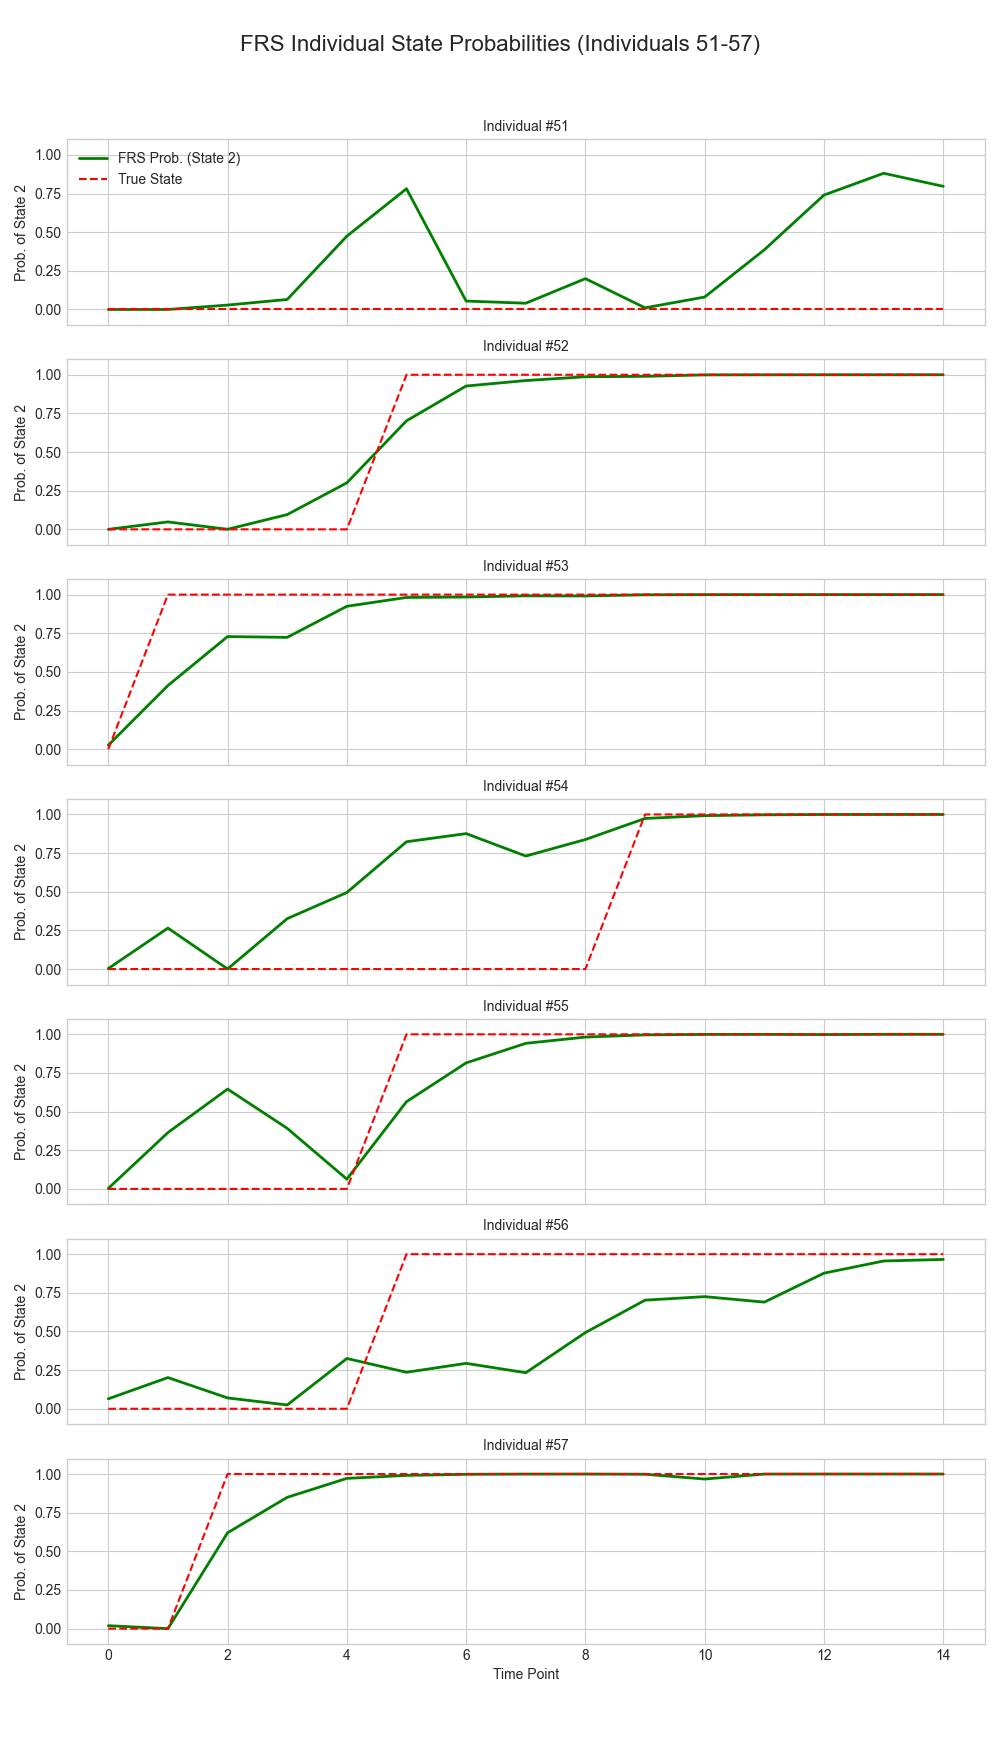 FRS Individual State Probabilities (Individuals 51-57)
Individual #51
1.00
0.75
0.50
0.25
0.00
Prob. of State 2
FRS Prob. (State 2)
True State
Individual #52
1.00
0.75
0.50
0.25
0.00
Prob. of State 2
Individual #53
1.00
0.75
0.50
0.25
0.00
Prob. of State 2
Individual #54
1.00
0.75
0.50
0.25
0.00
Prob. of State 2
Individual #55
1.00
0.75
0.50
0.25
0.00
Prob. of State 2
Individual #56
1.00
0.75
0.50
0.25
0.00
Prob. of State 2
Individual #57
1.00
0.75
0.50
0.25
0.00
Prob. of State 2
0 2 4 6 8 10 12 14
Time Point